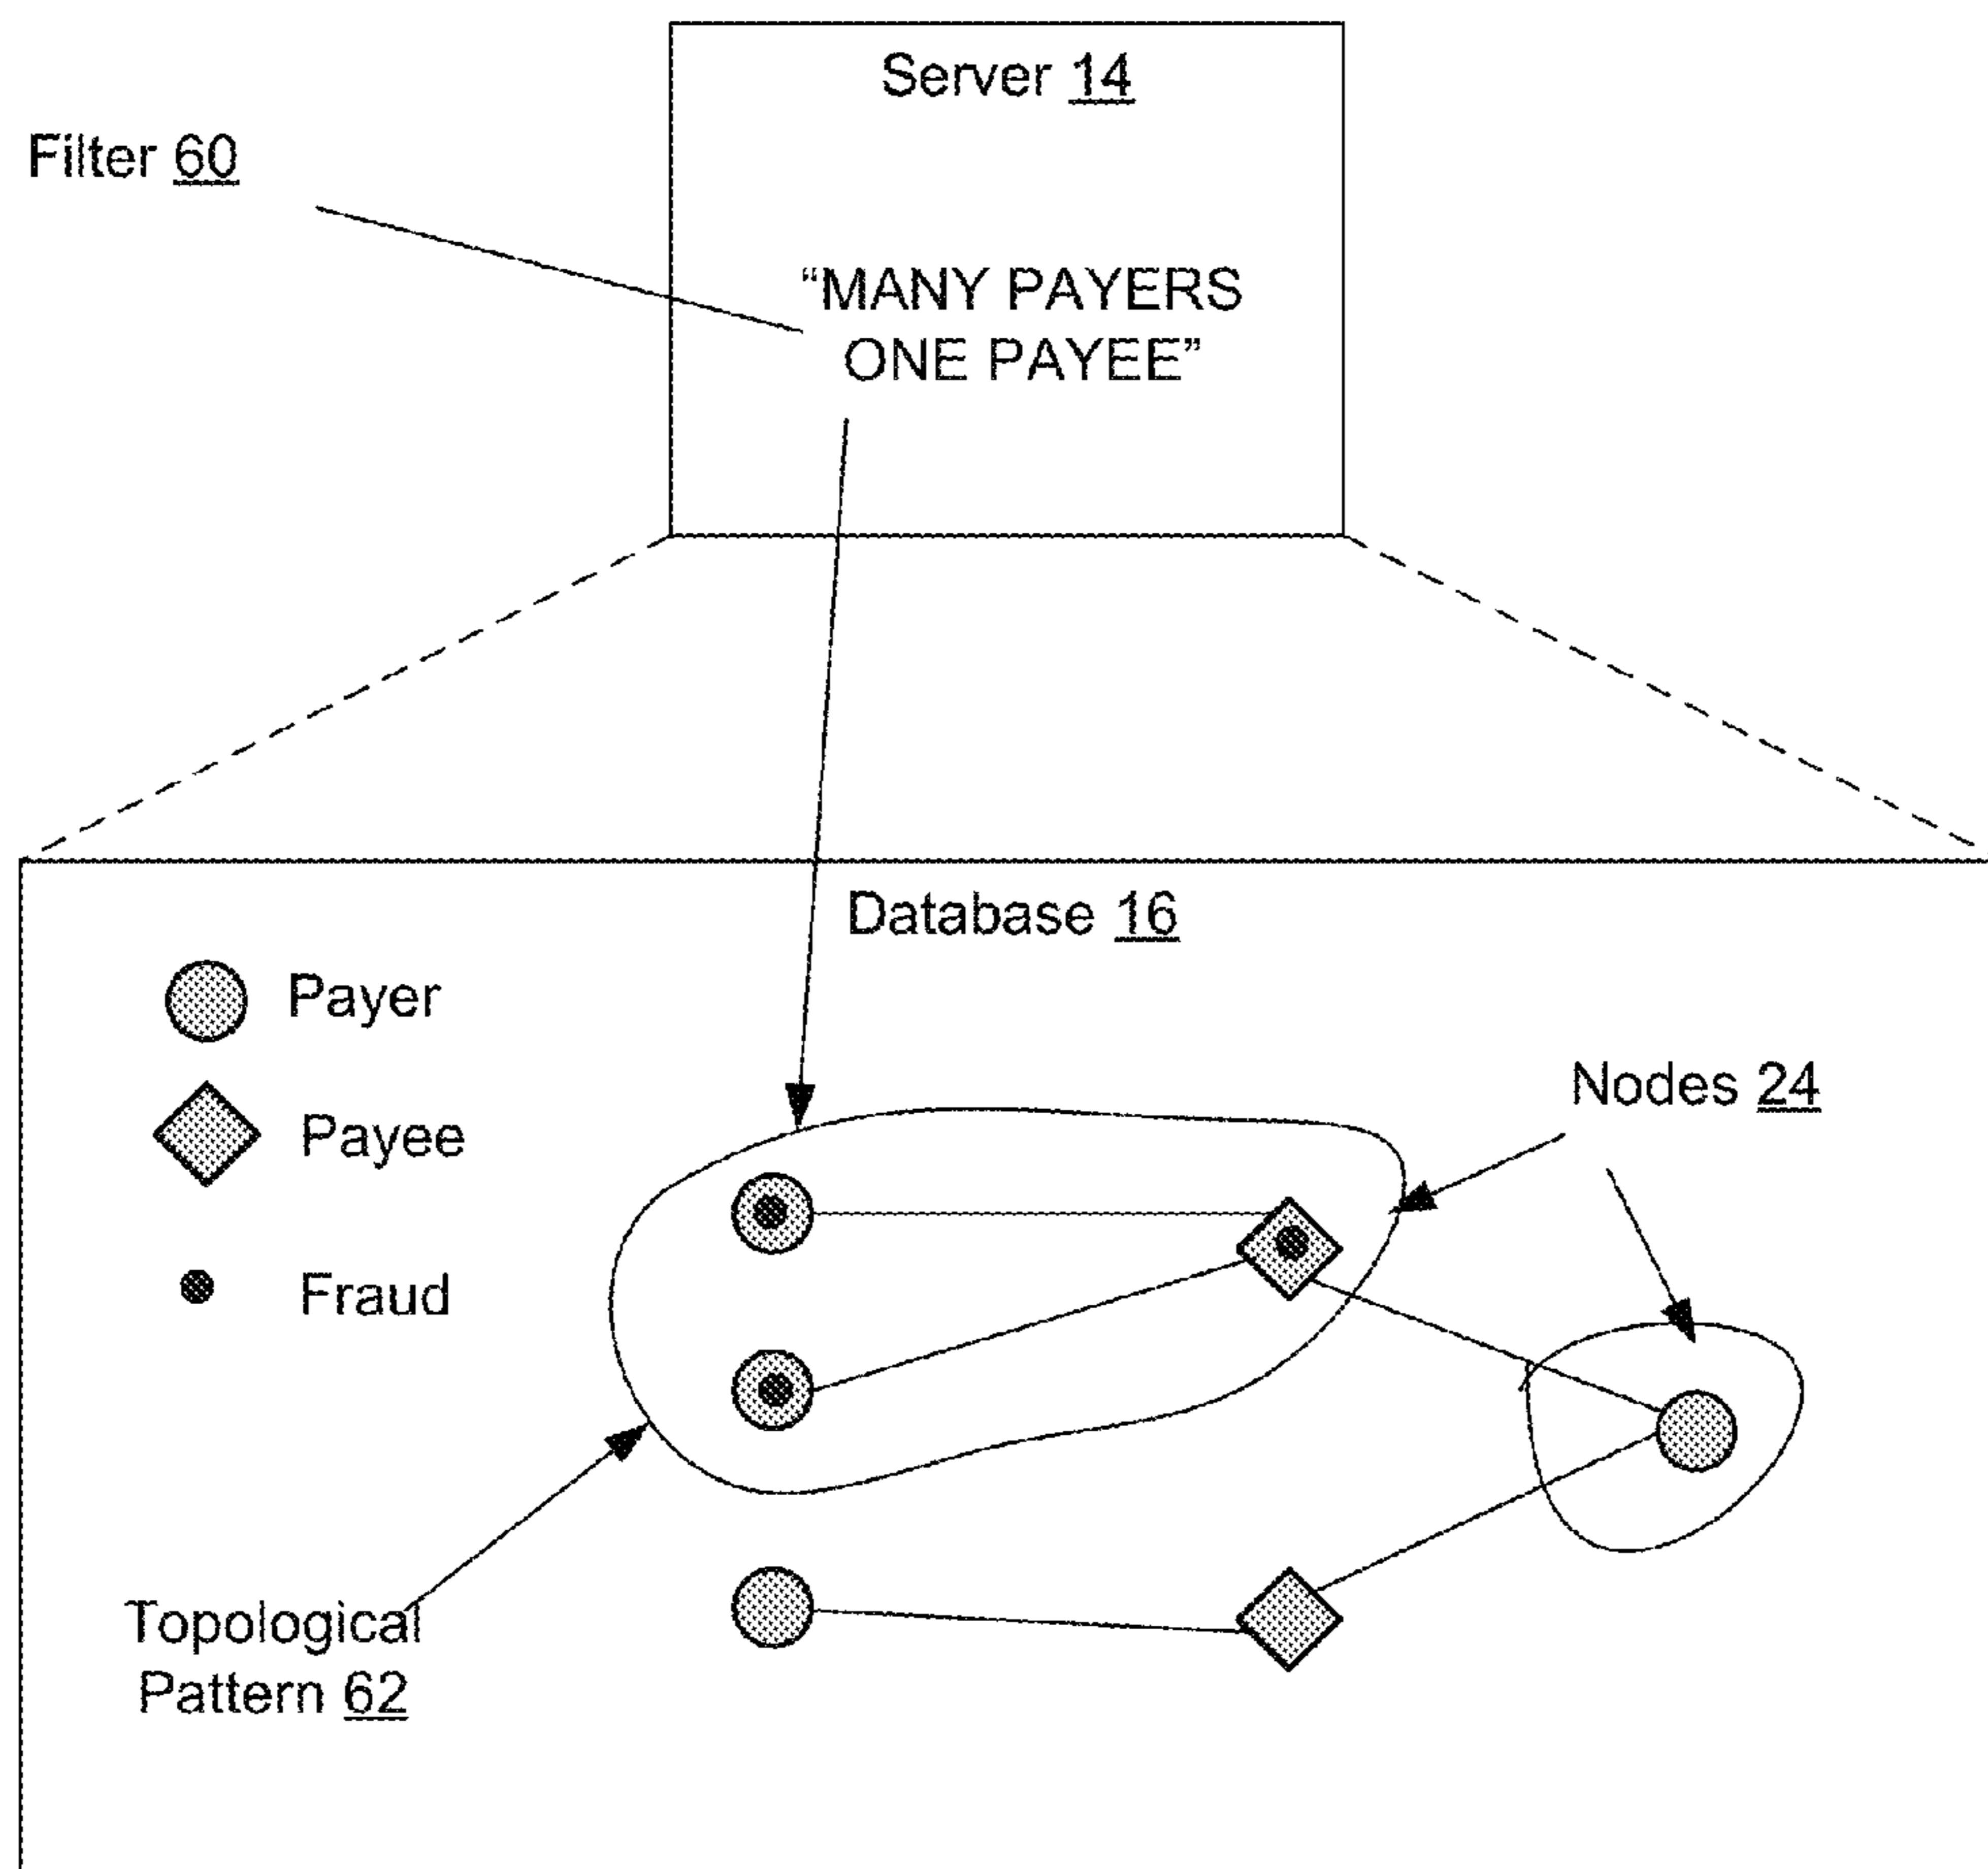 Server 14
Filter 60
“MANY PAYERS
ONE PAYEE”
Database 16
Payer
Payee
Fraud
Nodes 24
Topological
Pattern 62